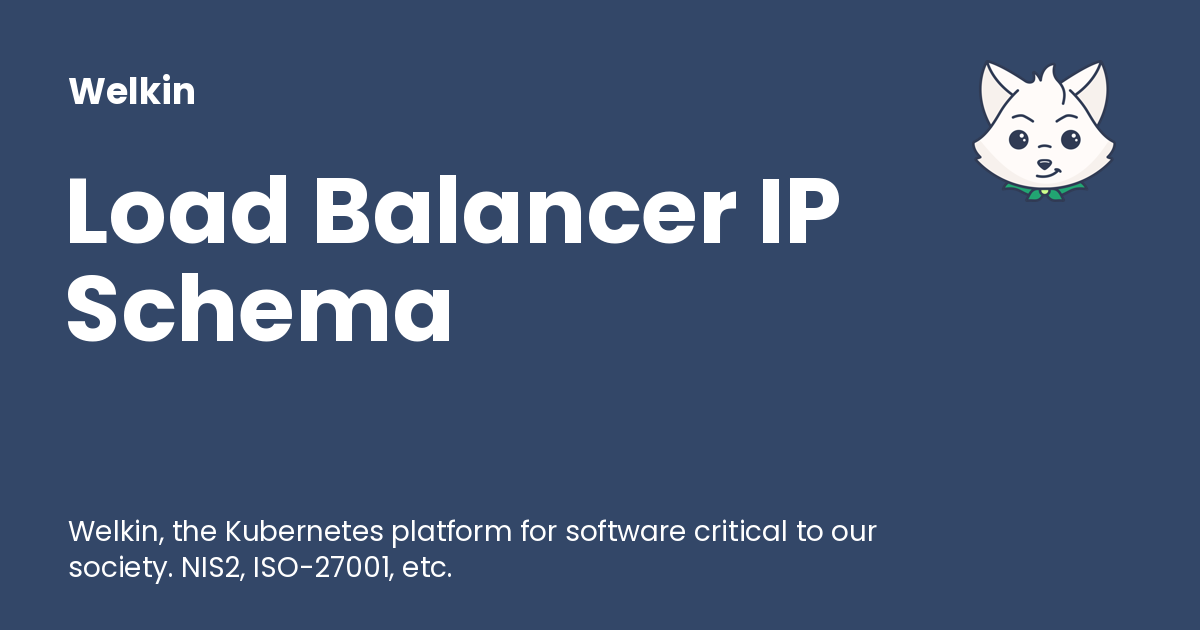 Welkin
Load Balancer IP
Schema
Welkin, the Kubernetes platform for software critical to our
society. NIS2, ISO-27001, etc.